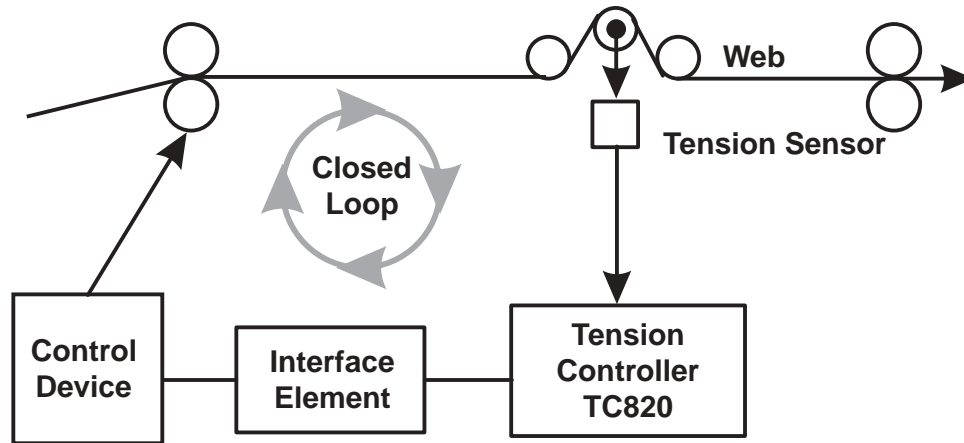 Web
Tension Sensor
Closed
Loop
Control
Device
Interface
Element
Tension
Controller
TC820